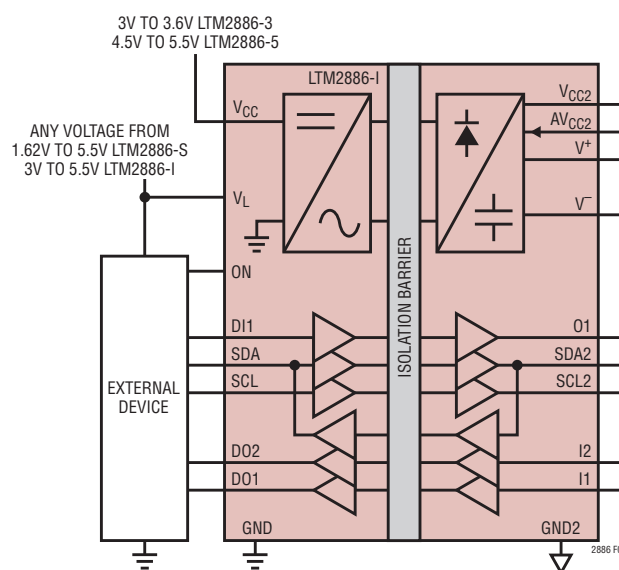 3V TO 3.6V LTM2886-3
4.5V TO 5.5V LTM2886-5
LTM2886-I
VCC
VCC2
AVCC2
V+
V−
ANY VOLTAGE FROM
1.62V TO 5.5V LTM2886-S
3V TO 5.5V LTM2886-I
VL
ON
ISOLATION BARRIER
EXTERNAL
DEVICE
DI1
O1
SDA
SDA2
SCL
SCL2
DO2
I2
DO1
I1
GND
GND2
2886